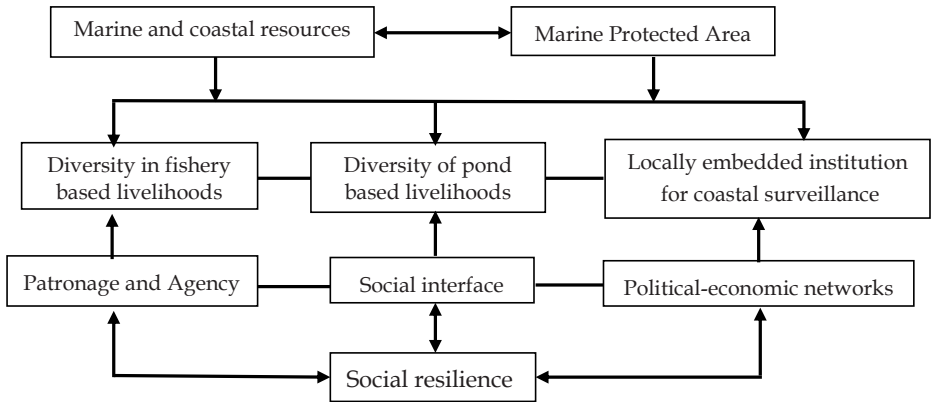 Marine and coastal resources
Marine Protected Area
Diversity in fishery
based livelihoods
Diversity of pond
based livelihoods
Locally embedded institution
for coastal surveillance
Patronage and Agency
Social interface
Political-economic networks
Social resilience